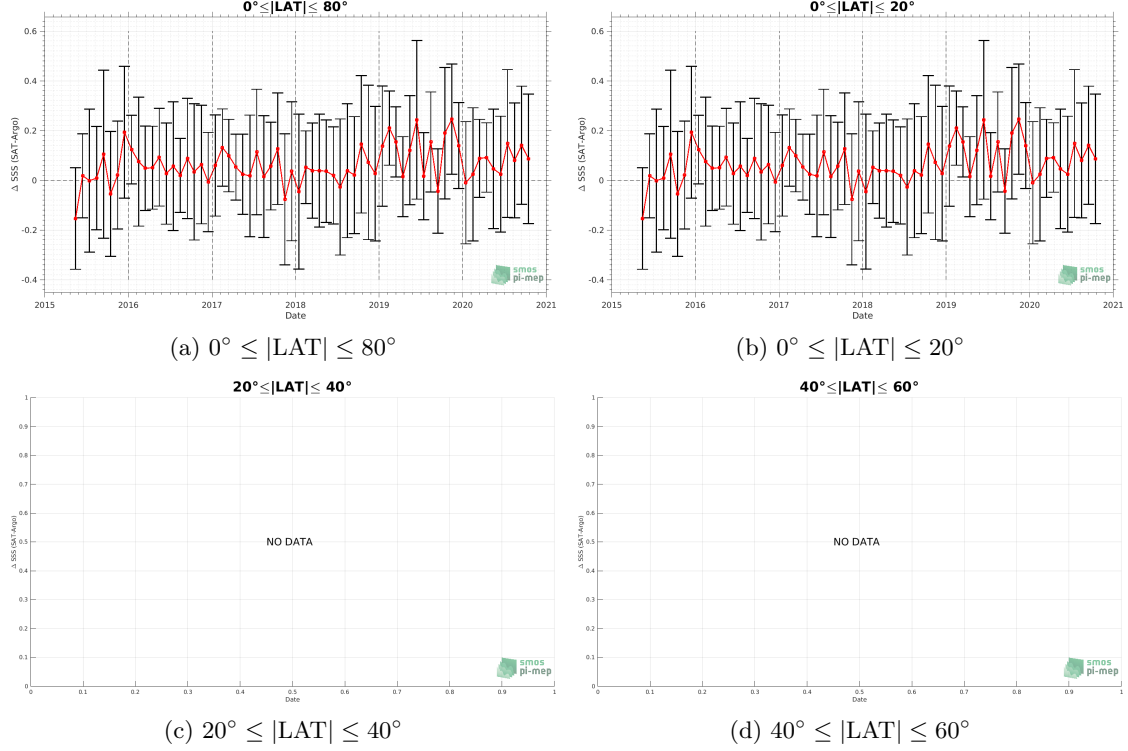 0°≤|LAT|≤ 80°
0.6
0.4
0.2
0
-0.2
-0.4
Δ SSS (SAT-Argo)
2015 2016 2017 2018 2019 2020 2021
Date
smos
pi-mep
(a) 0° ≤ |LAT| ≤ 80°
0°≤|LAT|≤ 20°
0.6
0.4
0.2
0
-0.2
-0.4
Δ SSS (SAT-Argo)
2015 2016 2017 2018 2019 2020 2021
Date
smos
pi-mep
(b) 0° ≤ |LAT| ≤ 20°
20°≤|LAT|≤ 40°
1
0.9
0.8
0.7
0.6
0.5
0.4
0.3
0.2
0.1
0
Δ SSS (SAT-Argo)
NO DATA
0 0.1 0.2 0.3 0.4 0.5 0.6 0.7 0.8 0.9 1
Date
smos
pi-mep
(c) 20° ≤ |LAT| ≤ 40°
40°≤|LAT|≤ 60°
1
0.9
0.8
0.7
0.6
0.5
0.4
0.3
0.2
0.1
0
Δ SSS (SAT-Argo)
NO DATA
0 0.1 0.2 0.3 0.4 0.5 0.6 0.7 0.8 0.9 1
Date
smos
pi-mep
(d) 40° ≤ |LAT| ≤ 60°